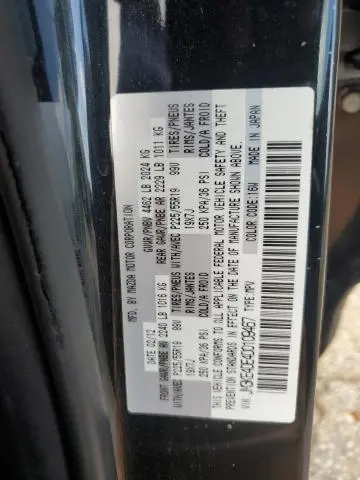 MFD. BY MAZDA MOTOR CORPORATION
DATE: 02/12 GVWR/PNBV 4462 LB 2024 KG
FRONT GAWR/PNBE AV 2240 LB 1016 KG REAR GAWR/PNBE AR 2229 LB 1011 KG
WITH/AVEC P225/55R19 99V TIRES/PNEUS WITH/AVEC P225/55R19 99V TIRES/PNEUS
19X7J RIMS/JANTES 19X7J RIMS/JANTES
250 KPA/36 PSI COLD/A FROID 250 KPA/36 PSI COLD/A FROID
THIS VEHICLE CONFORMS TO ALL APPLICABLE FEDERAL MOTOR VEHICLE SAFETY AND THEFT
PREVENTION STANDARDS IN EFFECT ON THE DATE OF MANUFACTURE SHOWN ABOVE.
VIN: JM3KE4DE4D0109467 TYPE:MPV COLOR CODE:16W MADE IN JAPAN